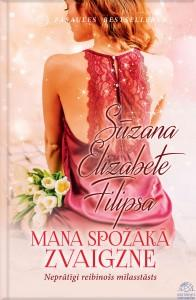 PASAULES BESTSELLERS
Sūzana
Elizabete
Filipsa
MANA SPOŽĀKĀ
ZVAIGZNE
Neprātīgi reibinošs mīlasstāsts